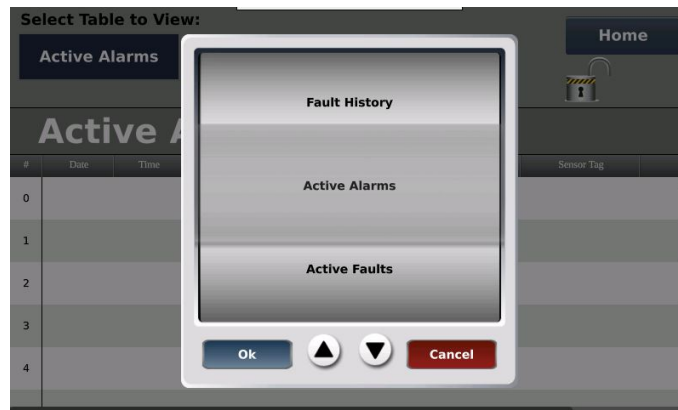 Select Table to View:
Home
Active Alarms
Active A
# Date Time Sensor Tag
0
1
2
3
4
Fault History
Active Alarms
Active Faults
Ok
Cancel